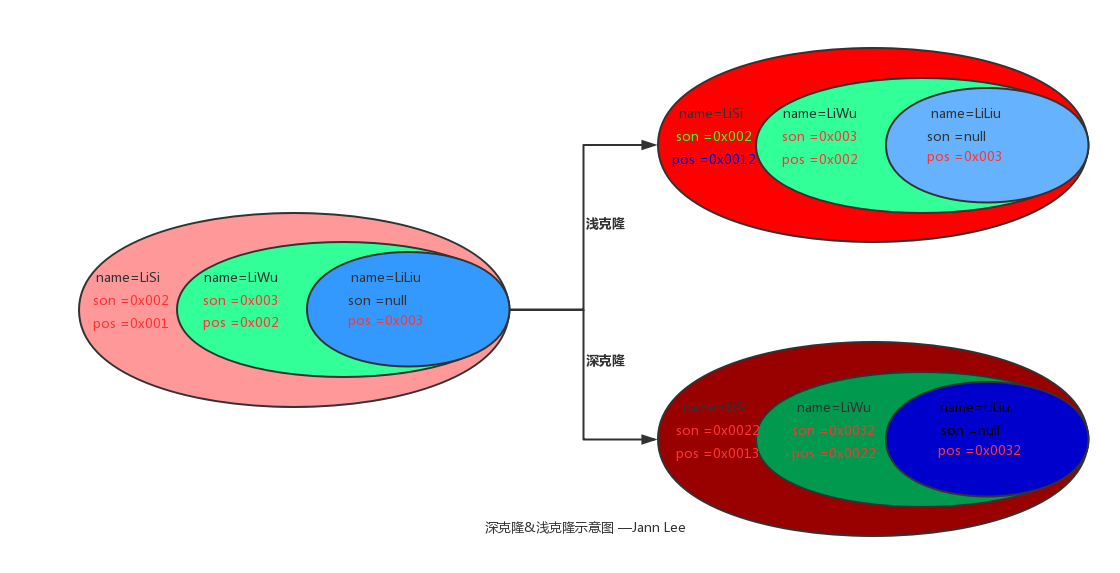 name=LiSi
son =0x002
pos =0x001
name=LiWu
son =0x003
pos =0x002
name=LiLiu
son =null
pos =0x003
浅克隆
name=LiSi
son =0x002
pos =0x0012
name=LiWu
son =0x003
pos =0x002
name=LiLiu
son =null
pos =0x003
深克隆
name=LiSi
son =0x0022
pos =0x0013
name=LiWu
son =0x0032
pos =0x0022
name=LiLiu
son =null
pos =0x0032
深克隆&浅克隆示意图 —Jann Lee